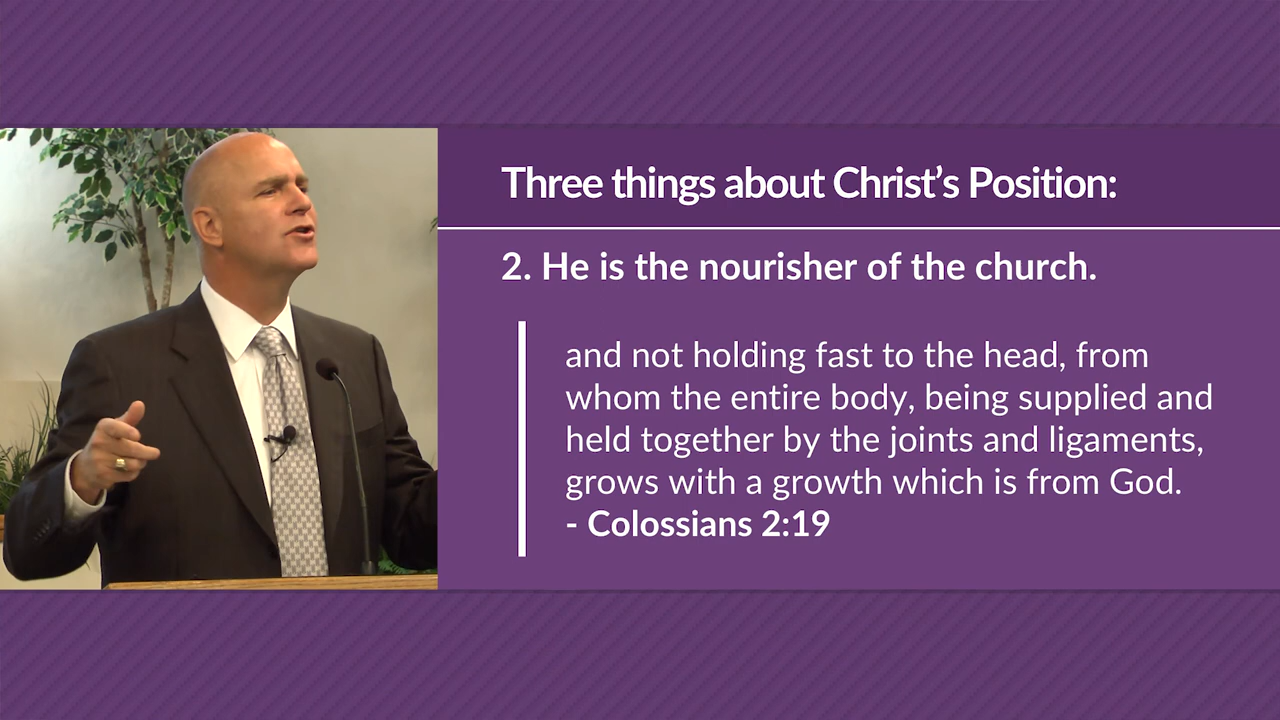 Three things about Christ’s Position:
2. He is the nourisher of the church.
and not holding fast to the head, from
whom the entire body, being supplied and
held together by the joints and ligaments,
grows with a growth which is from God.
- Colossians 2:19